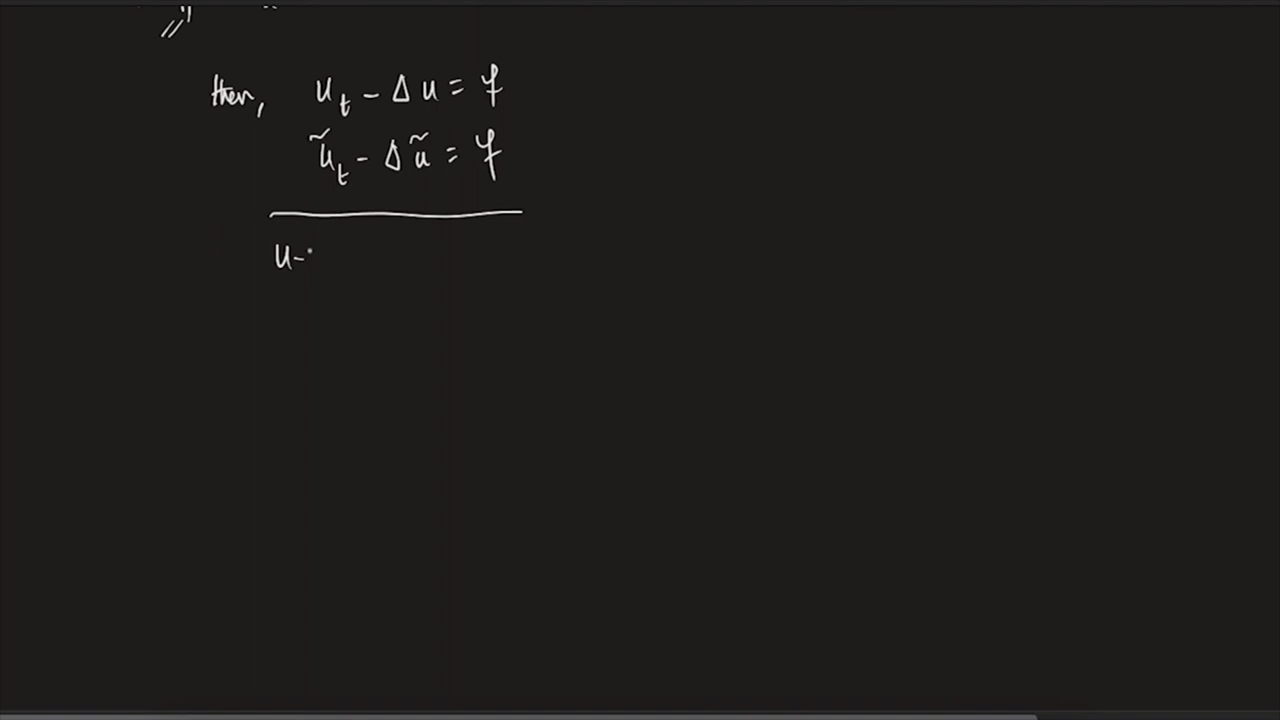 then, u_t - Δu = f
ũ_t - Δũ = f
u-